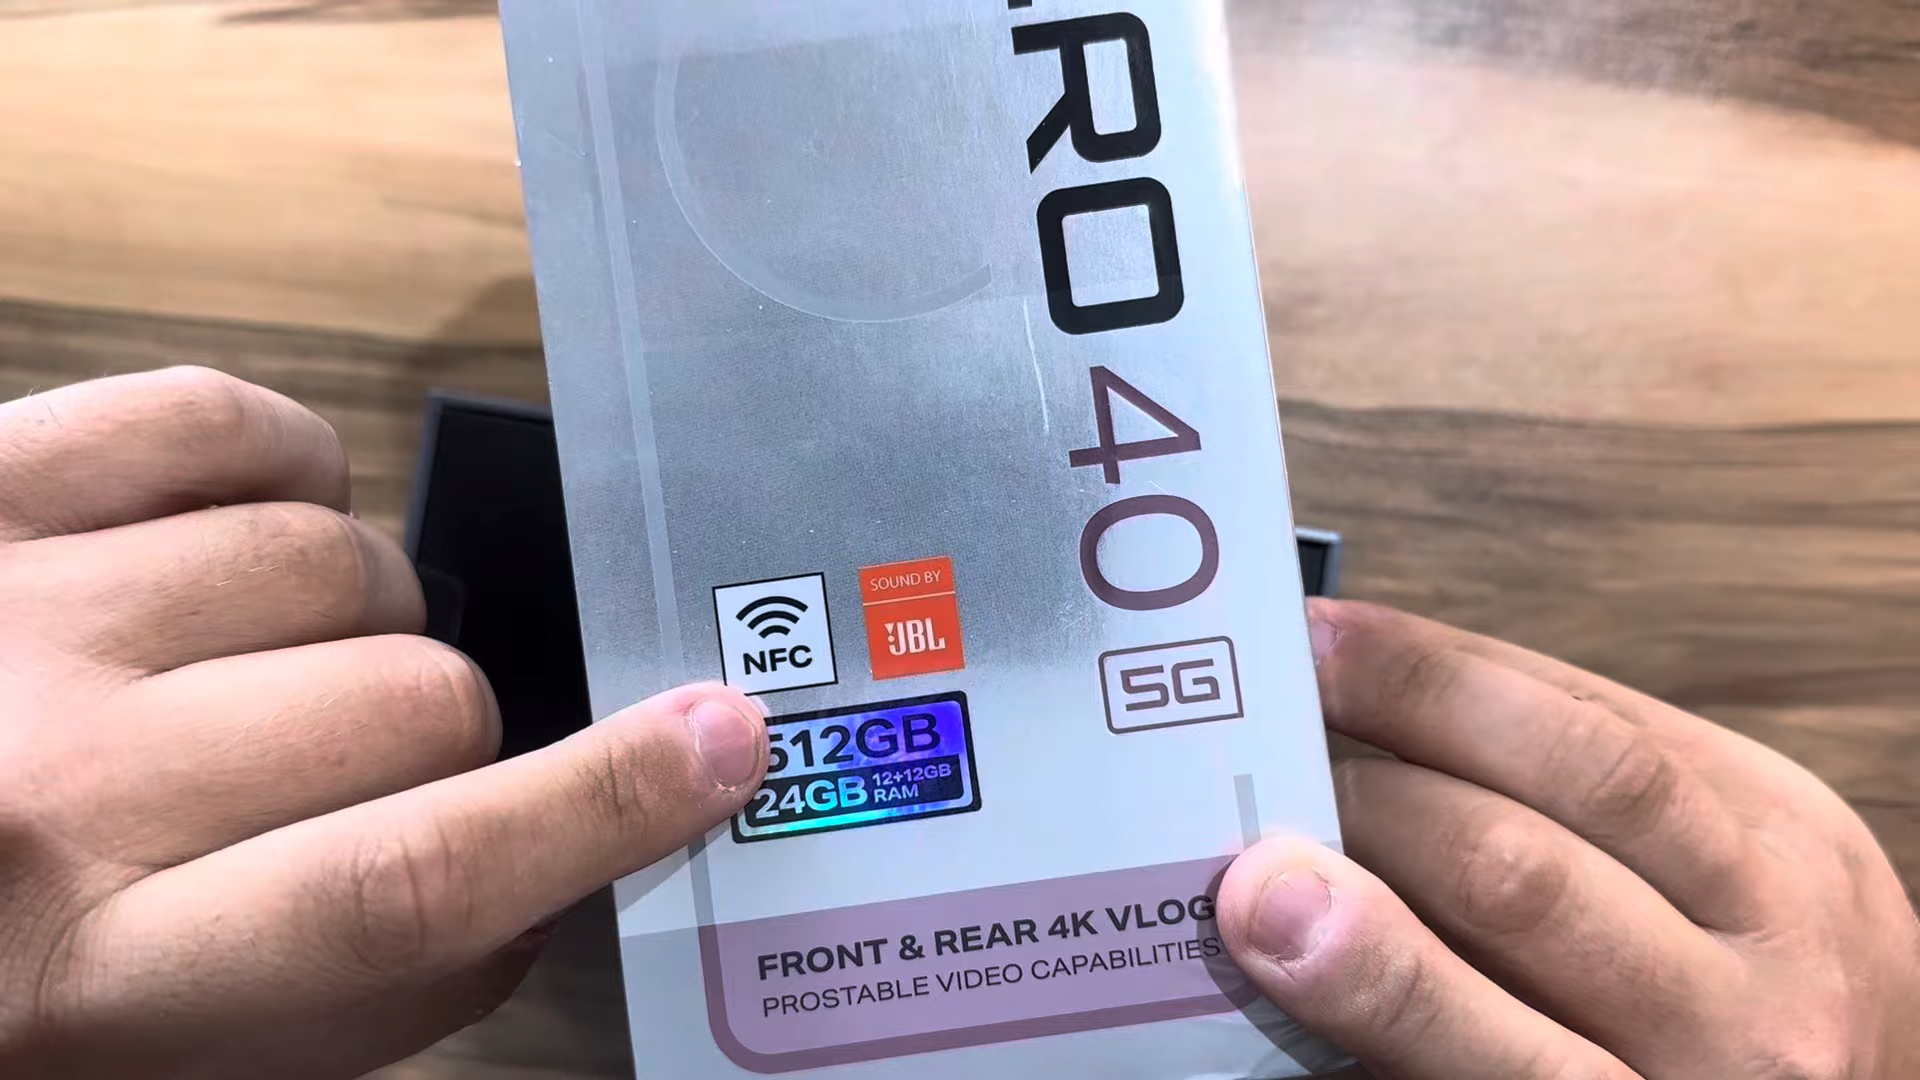 RO 40
5G
NFC
SOUND BY
JBL
512GB
24GB 12+12GB RAM
FRONT & REAR 4K VLOG
PROSTABLE VIDEO CAPABILITIES